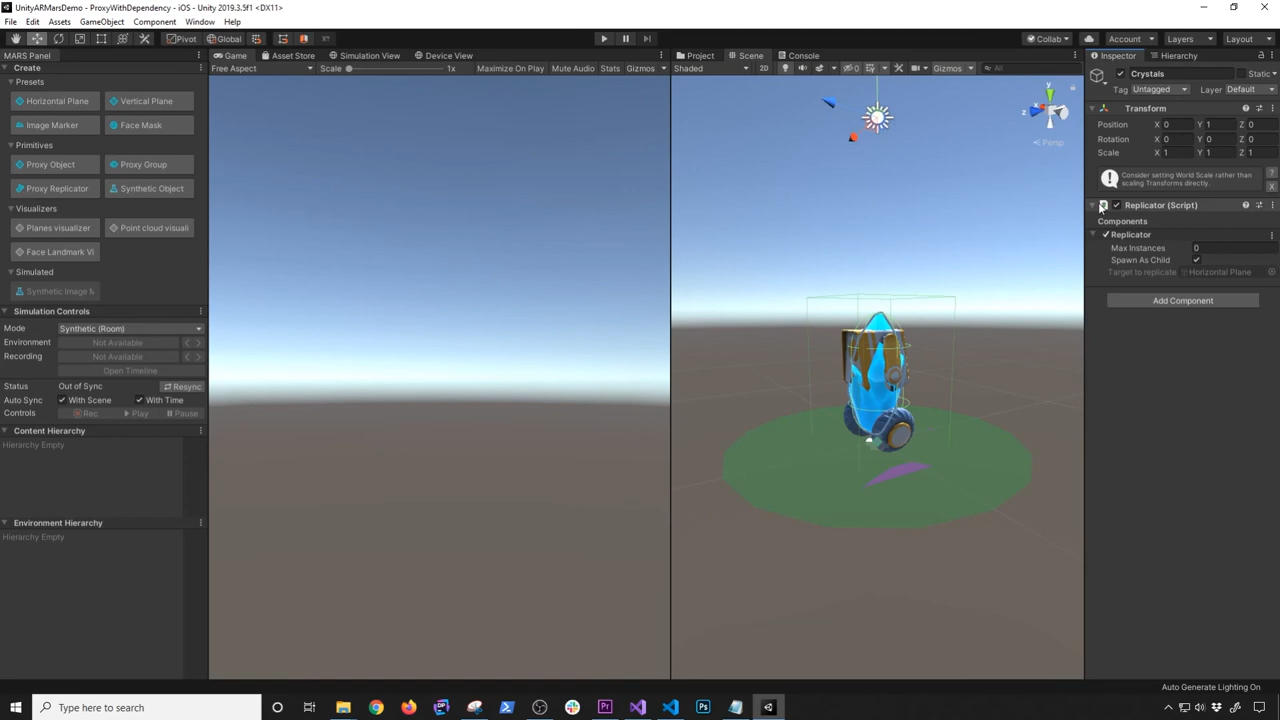 UnityARMarsDemo - ProxyWithDependency - iOS - Unity 2019.3.5f1 <DX11>
File Edit Assets GameObject Component Window Help
Pivot Global Collab Account Layers Layout
MARS Panel Game Asset Store Simulation View Device View Project Scene Console Inspector Hierarchy
Create Free Aspect Scale 1x Maximize On Play Mute Audio Stats Gizmos Shaded 2D 0 Gizmos All
Crystals Static
Presets
Tag Untagged Layer Default
Horizontal Plane Vertical Plane
Transform
Image Marker Face Mask
Position X 0 Y 1 Z 0
Rotation X 0 Y 0 Z 0
Primitives
Scale X 1 Y 1 Z 1
Proxy Object Proxy Group
Consider setting World Scale rather than
scaling Transforms directly.
Proxy Replicator Synthetic Object
Replicator (Script)
Visualizers
Components
Planes visualizer Point cloud visuali
Replicator
Max Instances 0
Face Landmark Vi
Spawn As Child
Simulated
Target to replicate Horizontal Plane
Synthetic Image M
Add Component
Simulation Controls
Mode Synthetic (Room)
Environment Not Available
Recording Not Available
Open Timeline
Status Out of Sync Resync
Auto Sync With Scene With Time
Controls Rec Play Pause
Content Hierarchy
Hierarchy Empty
Environment Hierarchy
Hierarchy Empty
y
z
Persp
Auto Generate Lighting On
Type here to search